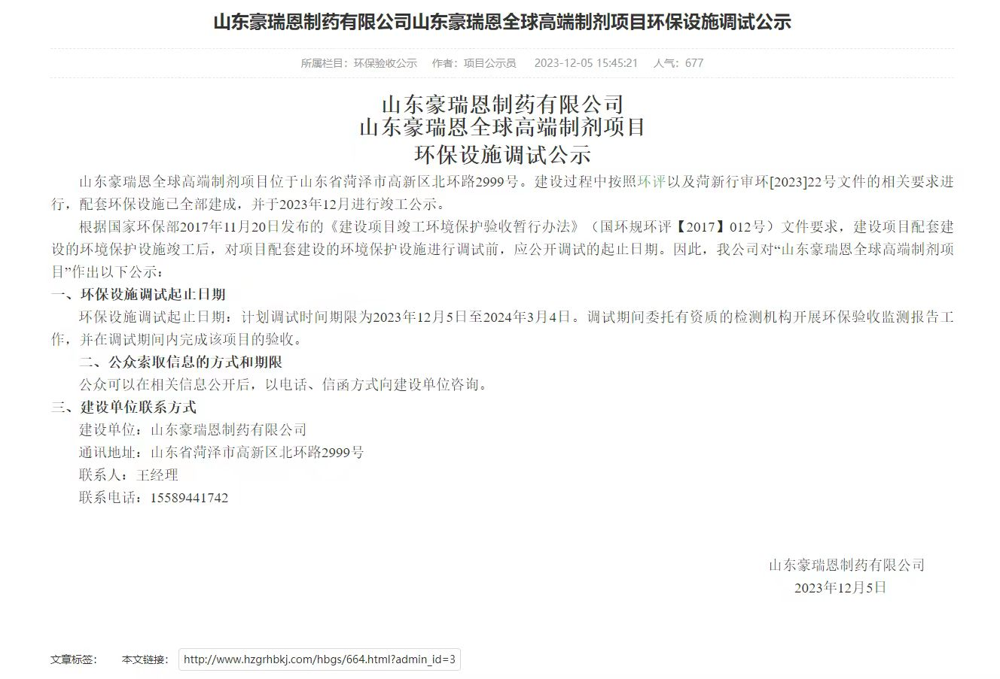 山东豪瑞恩制药有限公司山东豪瑞恩全球高端制剂项目环保设施调试公示
所属栏目：环保验收公示 作者：项目公示员 2023-12-05 15:45:21 人气：677
山东豪瑞恩制药有限公司
山东豪瑞恩全球高端制剂项目
环保设施调试公示
山东豪瑞恩全球高端制剂项目位于山东省菏泽市高新区北环路2999号。建设过程中按照环评以及菏新行审环[2023]22号文件的相关要求进
行，配套环保设施已全部建成，并于2023年12月进行竣工公示。
根据国家环保部2017年11月20日发布的《建设项目竣工环境保护验收暂行办法》（国环规环评【2017】012号）文件要求，建设项目配套建
设的环境保护设施竣工后，对项目配套建设的环境保护设施进行调试前，应公开调试的起止日期。因此，我公司对“山东豪瑞恩全球高端制剂项
目”作出以下公示：
一、环保设施调试起止日期
环保设施调试起止日期：计划调试时间期限为2023年12月5日至2024年3月4日。调试期间委托有资质的检测机构开展环保验收监测报告工
作，并在调试期间内完成该项目的验收。
二、公众索取信息的方式和期限
公众可以在相关信息公开后，以电话、信函方式向建设单位咨询。
三、建设单位联系方式
建设单位：山东豪瑞恩制药有限公司
通讯地址：山东省菏泽市高新区北环路2999号
联系人：王经理
联系电话：15589441742
山东豪瑞恩制药有限公司
2023年12月5日
文章标签： 本文链接： http://www.hzgrhbkj.com/hbgs/664.html?admin_id=3